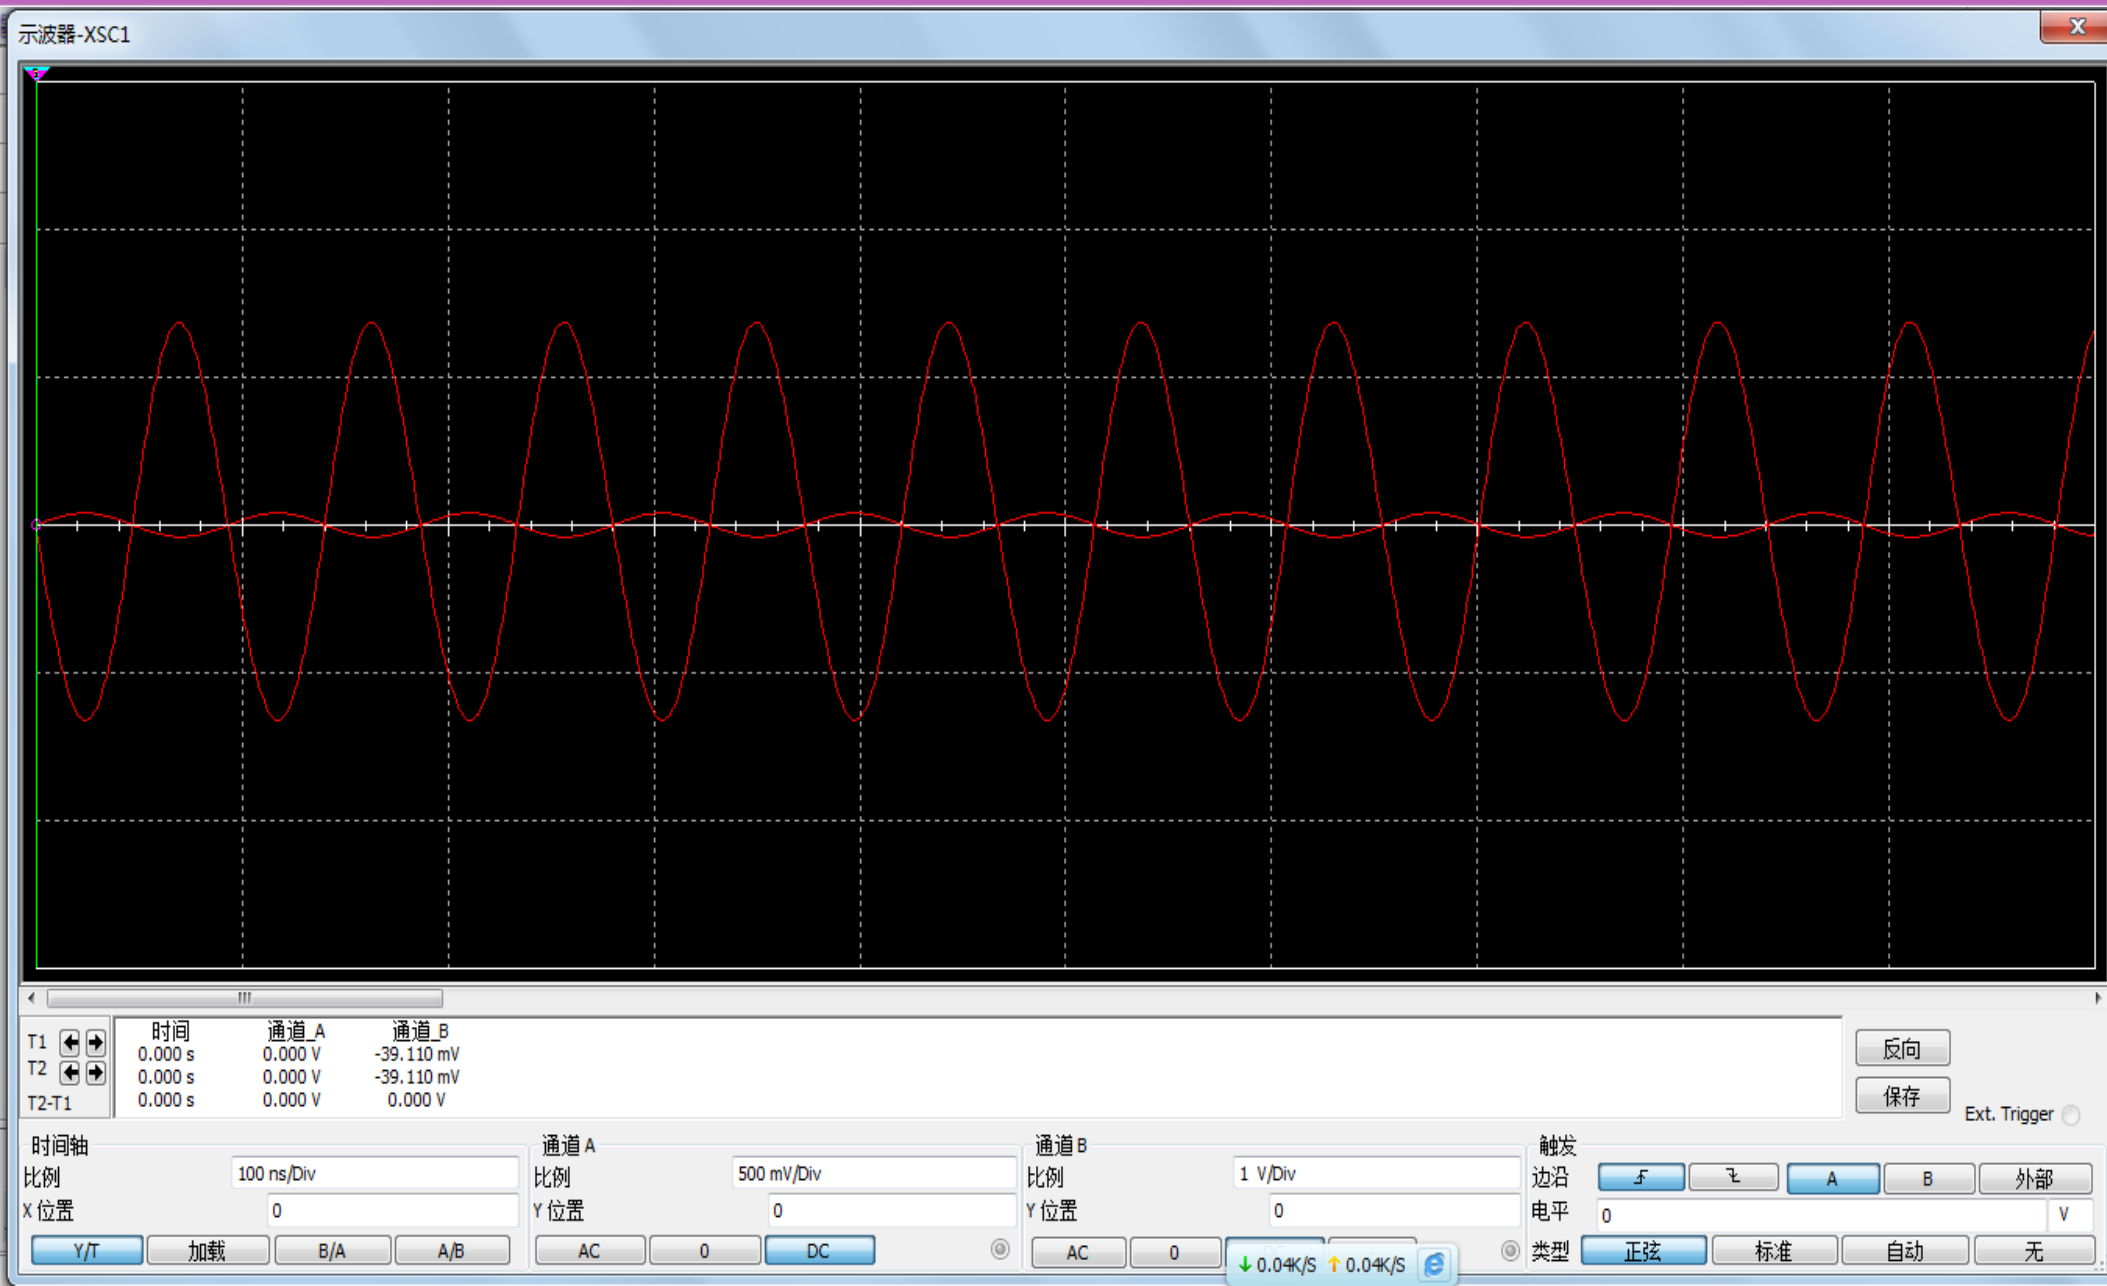 示波器-XSC1
时间 通道_A 通道_B
T1 0.000 s 0.000 V -39.110 mV
T2 0.000 s 0.000 V -39.110 mV
T2-T1 0.000 s 0.000 V 0.000 V
反向
保存
Ext. Trigger
时间轴
比例 100 ns/Div
X 位置 0
Y/T 加载 B/A A/B
通道 A
比例 500 mV/Div
Y 位置 0
AC 0 DC
通道 B
比例 1 V/Div
Y 位置 0
AC 0
0.04K/S 0.04K/S
触发
边沿 A B 外部
电平 0 V
类型 正弦 标准 自动 无